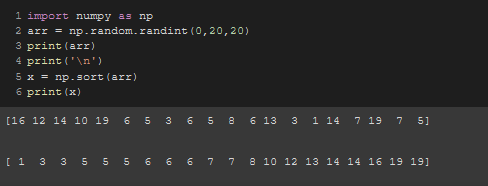 1 import numpy as np
2 arr = np.random.randint(0,20,20)
3 print(arr)
4 print('\n')
5 x = np.sort(arr)
6 print(x)
[16 12 14 10 19  6  5  3  6  5  8  6 13  3  1 14  7 19  7  5]
[ 1  3  3  5  5  5  6  6  6  7  7  8 10 12 13 14 14 16 19 19]